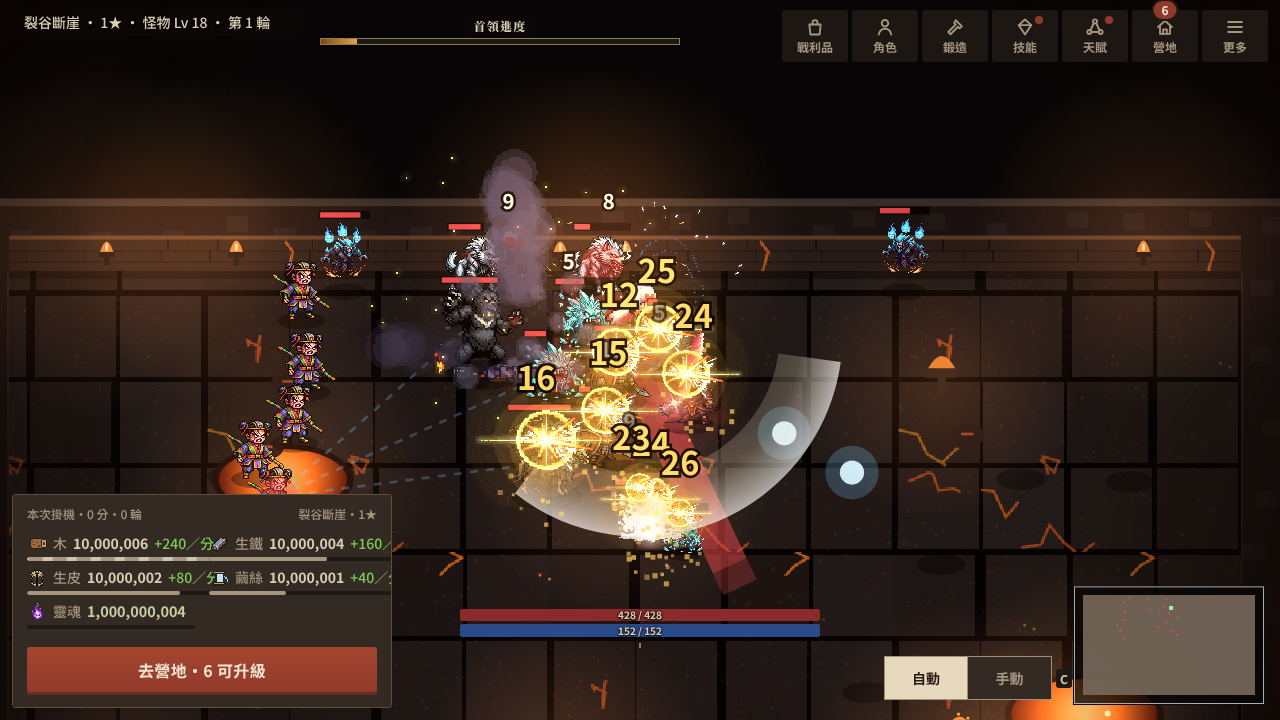 裂谷斷崖 · 1★ · 怪物 Lv 18 · 第 1 輪
首領進度
6
戰利品
角色
鍛造
技能
天賦
營地
更多
9
8
5
25
12
5
24
15
16
234
26
本次掛機·0 分·0 輪
裂谷斷崖·1★
木 10,000,006 +240/分
生鐵 10,000,004 +160/
生皮 10,000,002 +80/分
繭絲 10,000,001 +40/
靈魂 1,000,000,004
去營地·6 可升級
428 / 428
152 / 152
自動
手動
C